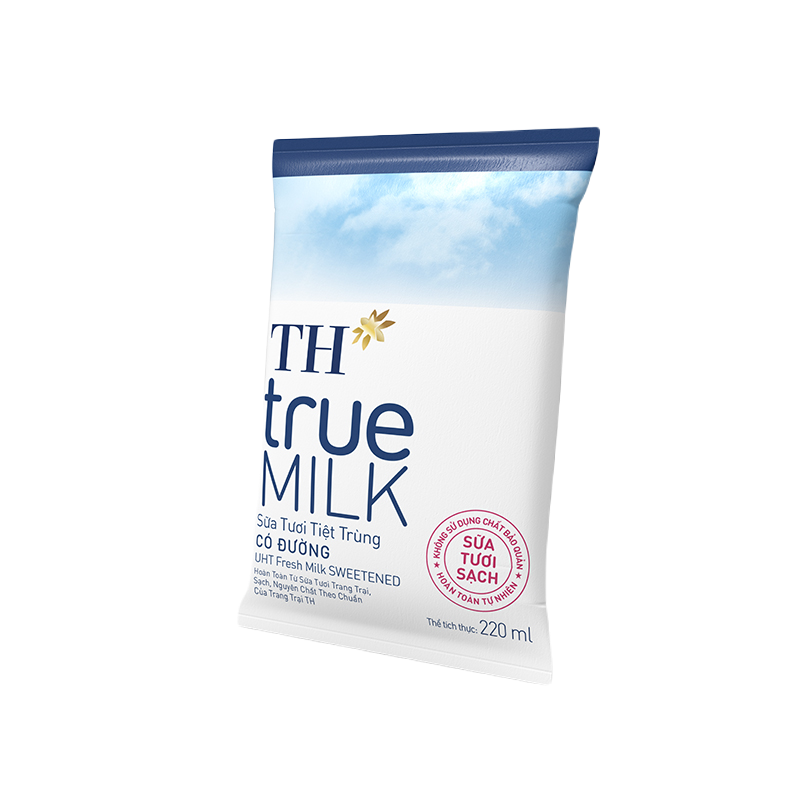 TH
true
MILK
Sữa Tươi Tiệt Trùng
CÓ ĐƯỜNG
UHT Fresh Milk SWEETENED
Hoàn Toàn Từ Sữa Tươi Trang Trại,
Sạch, Nguyên Chất Theo Chuẩn
Của Trang Trại TH
KHÔNG SỬ DỤNG CHẤT BẢO QUẢN
SỮA
TƯƠI
SẠCH
HOÀN TOÀN TỰ NHIÊN
Thể tích thực: 220 ml